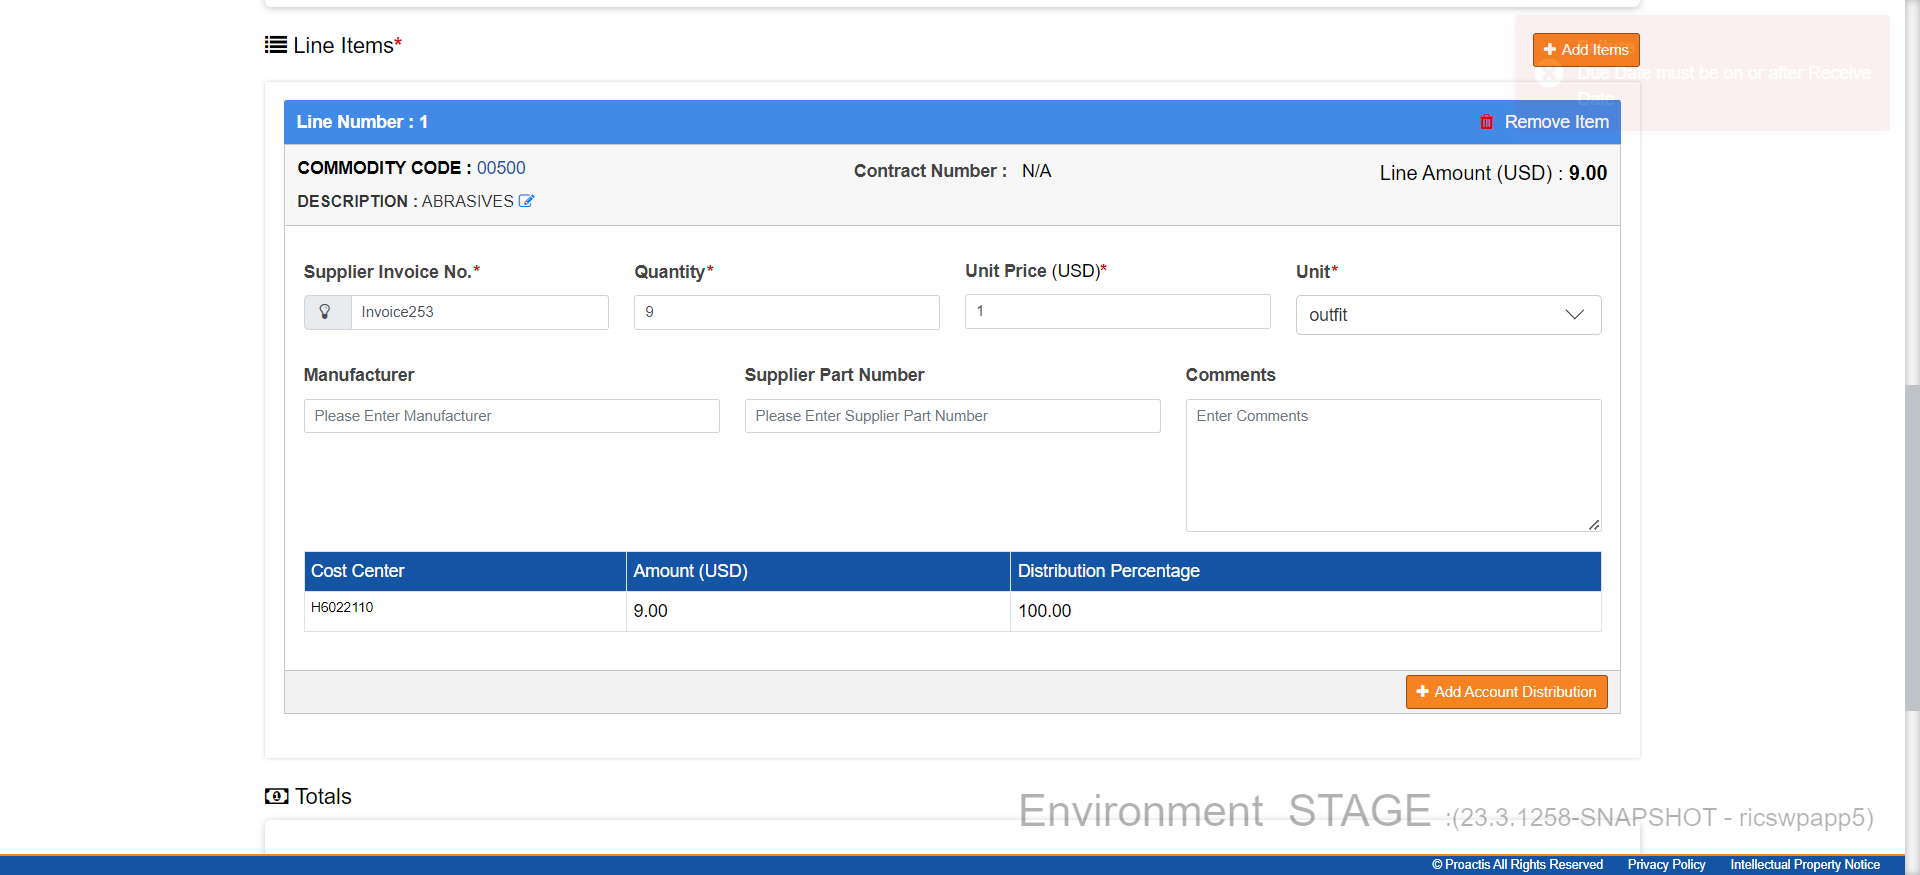 Line Items*
Add Items
Due Date must be on or after Receive
Date
Line Number : 1
Remove Item
COMMODITY CODE : 00500
Contract Number : N/A
Line Amount (USD) : 9.00
DESCRIPTION : ABRASIVES
Supplier Invoice No.*
Quantity*
Unit Price (USD)*
Unit*
Invoice253
9
1
outfit
Manufacturer
Supplier Part Number
Comments
Please Enter Manufacturer
Please Enter Supplier Part Number
Enter Comments
Cost Center
Amount (USD)
Distribution Percentage
H6022110
9.00
100.00
Add Account Distribution
Totals
Environment STAGE :(23.3.1258-SNAPSHOT - ricswpapp5)
© Proactis All Rights Reserved
Privacy Policy
Intellectual Property Notice